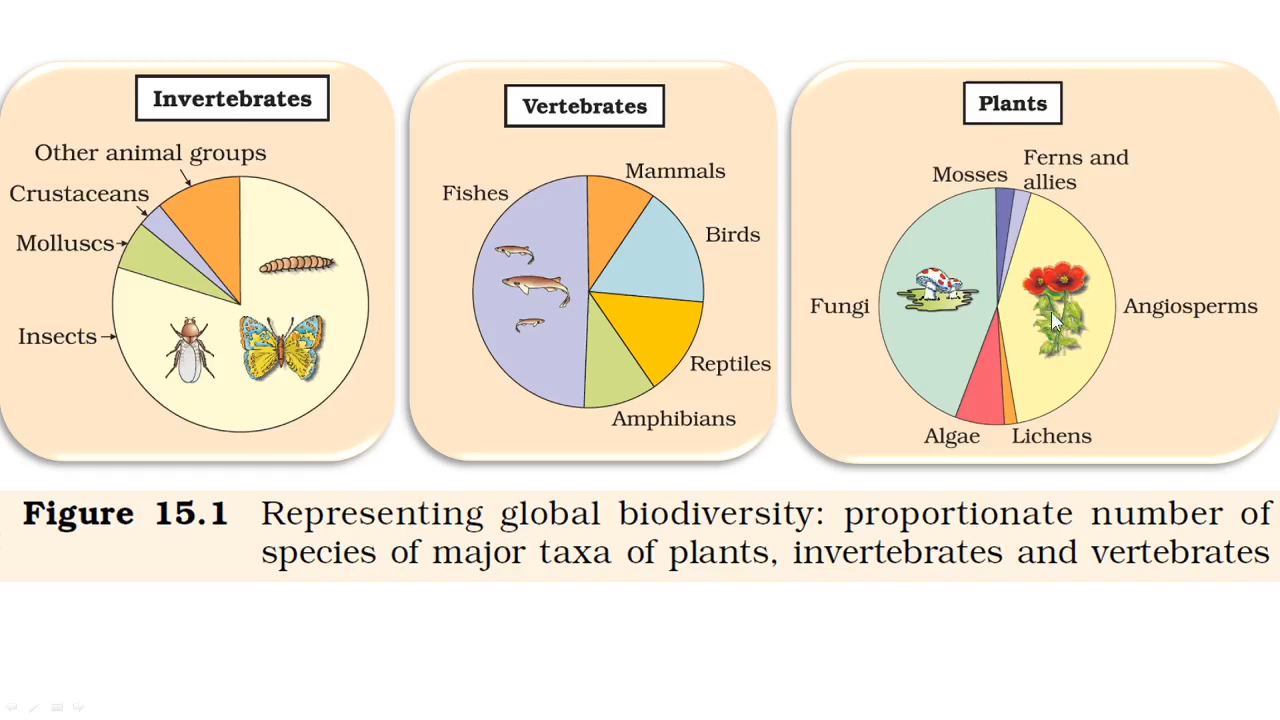 Invertebrates
Other animal groups
Crustaceans
Molluscs
Insects
Vertebrates
Fishes
Mammals
Birds
Reptiles
Amphibians
Plants
Mosses
Ferns and
allies
Fungi
Angiosperms
Algae
Lichens
Figure 15.1 Representing global biodiversity: proportionate number of
species of major taxa of plants, invertebrates and vertebrates